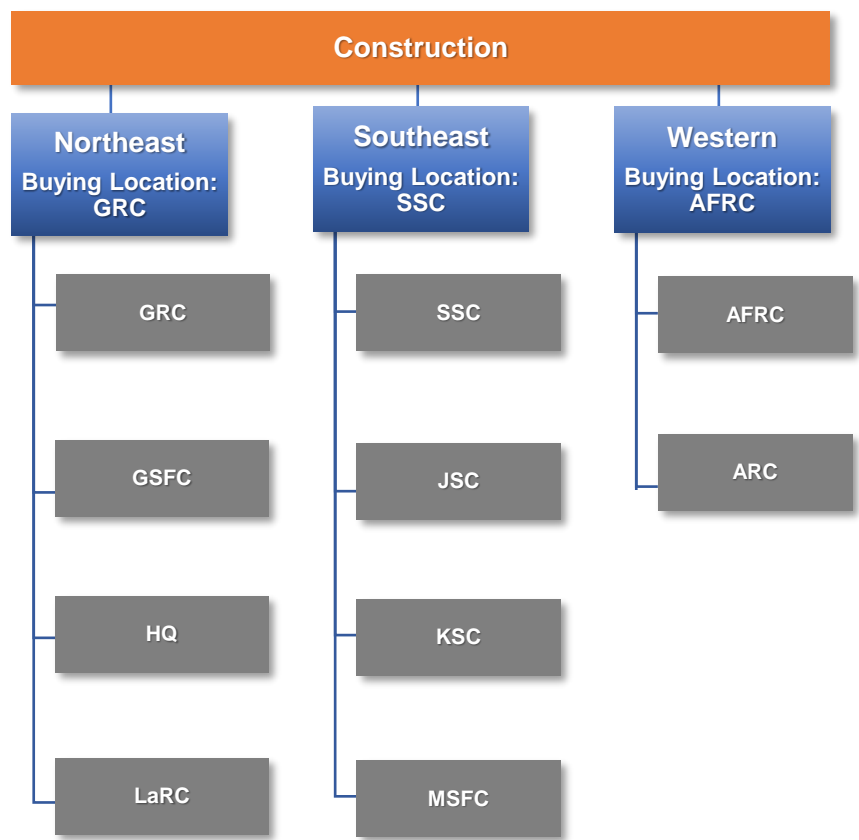 Construction
Northeast
Buying Location:
GRC
GRC
GSFC
HQ
LaRC
Southeast
Buying Location:
SSC
SSC
JSC
KSC
MSFC
Western
Buying Location:
AFRC
AFRC
ARC